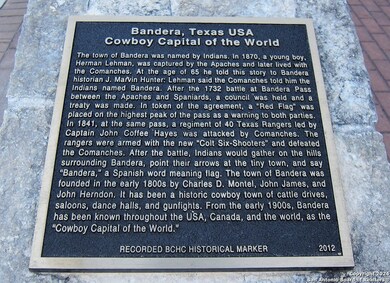 Bandera, Texas USA
Cowboy Capital of the World
The town of Bandera was named by Indians. In 1870, a young boy,
Herman Lehman, was captured by the Apaches and later lived with
the Comanches. At the age of 65 he told this story to Bandera
historian J. Marvin Hunter: Lehman said the Comanches told him the
Indians named Bandera. After the 1732 battle at Bandera Pass
between the Apaches and Spaniards, a council was held and a
treaty was made. In token of the agreement, a "Red Flag" was
placed on the highest peak of the pass as a warning to both parties.
In 1841, at the same pass, a regiment of 40 Texas Rangers led by
Captain John Coffee Hayes was attacked by Comanches. The
rangers were armed with the new "Colt Six-Shooters" and defeated
the Comanches. After the battle, Indians would gather on the hills
surrounding Bandera, point their arrows at the tiny town, and say
"Bandera," a Spanish word meaning flag. The town of Bandera was
founded in the early 1800s by Charles D. Montel, John James, and
John Herndon. It has been a historic cowboy town of cattle drives,
saloons, dance halls, and gunfights. From the early 1900s, Bandera
has been known throughout the USA, Canada, and the world, as the
"Cowboy Capital of the World."
RECORDED BCHC HISTORICAL MARKER 2012
San Antonio Board of Realtors